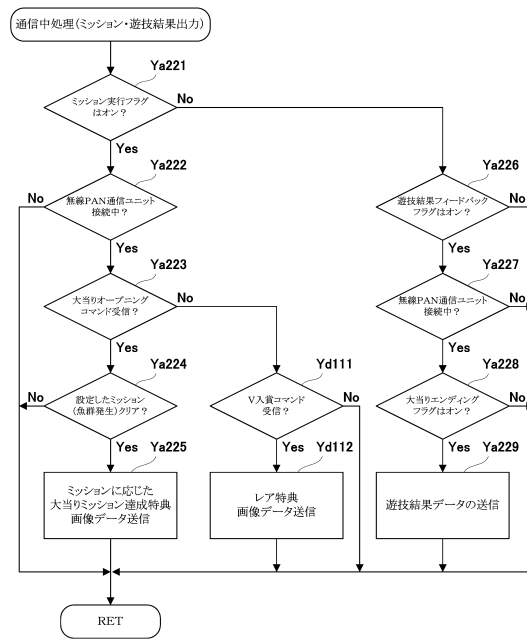 通信中処理(ミッション・遊技結果出力)
Ya221
ミッション実行フラグ
はオン？
No
Yes
Ya222
No
無線PAN通信ユニット
接続中？
Yes
Ya226
遊技結果フィードバック
フラグはオン？
No
Yes
Ya223
大当りオープニング
コマンド受信？
No
Yes
Ya227
無線PAN通信ユニット
接続中？
No
Yes
Ya224
No
設定したミッション
(魚群発生)クリア？
Yes
Yd111
V入賞コマンド
受信？
No
Yes
Ya228
大当りエンディング
フラグはオン？
No
Yes
Ya225
ミッションに応じた
大当りミッション達成特典
画像データ送信
Yd112
レア特典
画像データ送信
Ya229
遊技結果データの送信
RET